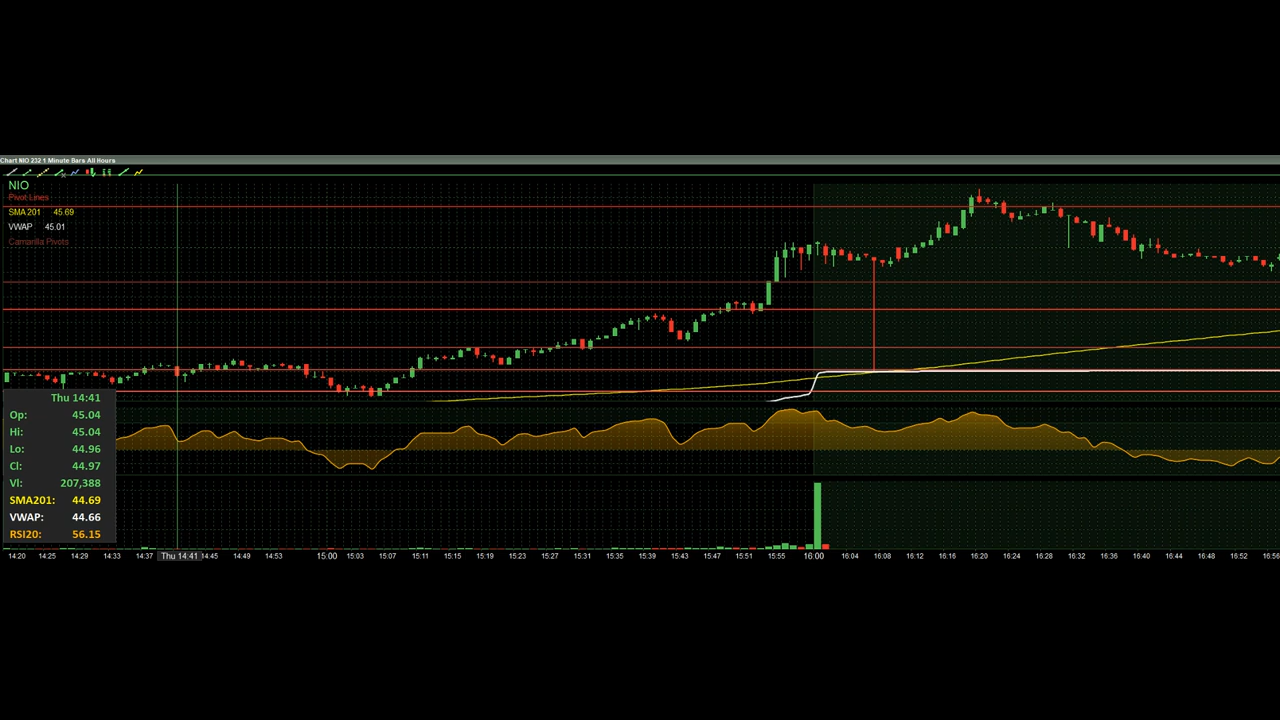 Chart NIO 232 1 Minute Bars All Hours
NIO
Pivot Lines
SMA 201 45.69
VWAP 45.01
Camarilla Pivots
Thu 14:41
Op: 45.04
Hi: 45.04
Lo: 44.96
Cl: 44.97
Vl: 207,388
SMA201: 44.69
VWAP: 44.66
RSI20: 56.15
14:20 14:25 14:29 14:33 14:37 Thu 14:41 14:45 14:49 14:53 15:00 15:03 15:07 15:11 15:15 15:19 15:23 15:27 15:31 15:35 15:39 15:43 15:47 15:51 15:55 16:00 16:04 16:08 16:12 16:16 16:20 16:24 16:28 16:32 16:36 16:40 16:44 16:48 16:52 16:56